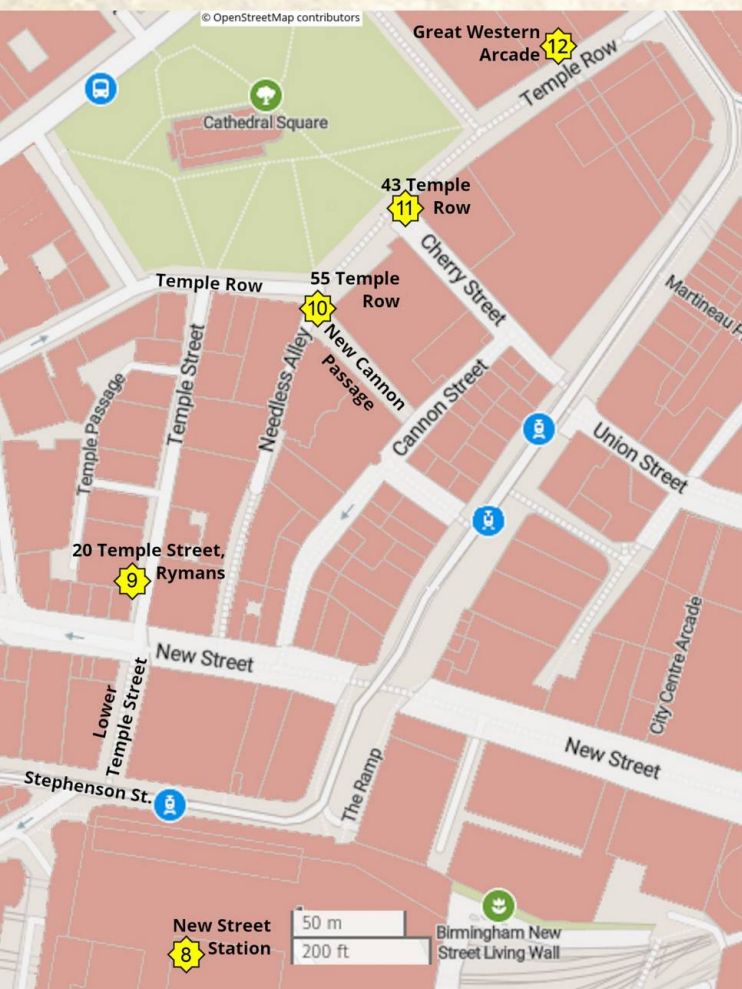 © OpenStreetMap contributors
Great Western
Arcade
12
Temple Row
Cathedral Square
43 Temple
Row
11
Cherry Street
Temple Row
55 Temple
Row
10
New Cannon
Passage
Martineau
Temple Street
Needless Alley
Temple Passage
Cannon Street
Union Street
20 Temple Street,
Rymans
9
New Street
City Centre Arcade
Lower
Temple Street
New Street
Stephenson St.
The Ramp
New Street
Station
8
50 m
200 ft
Birmingham New
Street Living Wall